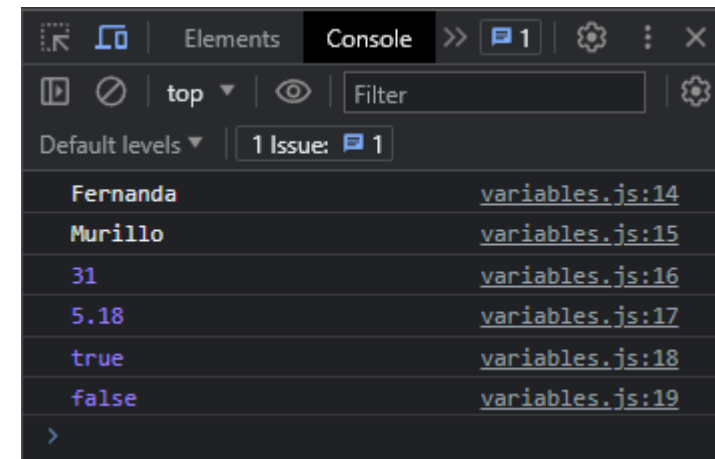 Elements Console 1
top Filter
Default levels 1 Issue: 1
Fernanda variables.js:14
Murillo variables.js:15
31 variables.js:16
5.18 variables.js:17
true variables.js:18
false variables.js:19